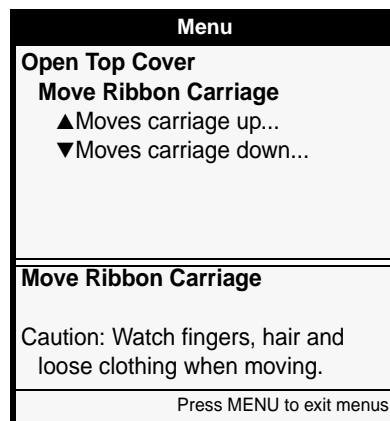 Menu
Open Top Cover
Move Ribbon Carriage
▲Moves carriage up...
▼Moves carriage down...
Move Ribbon Carriage
Caution: Watch fingers, hair and
loose clothing when moving.
Press MENU to exit menus